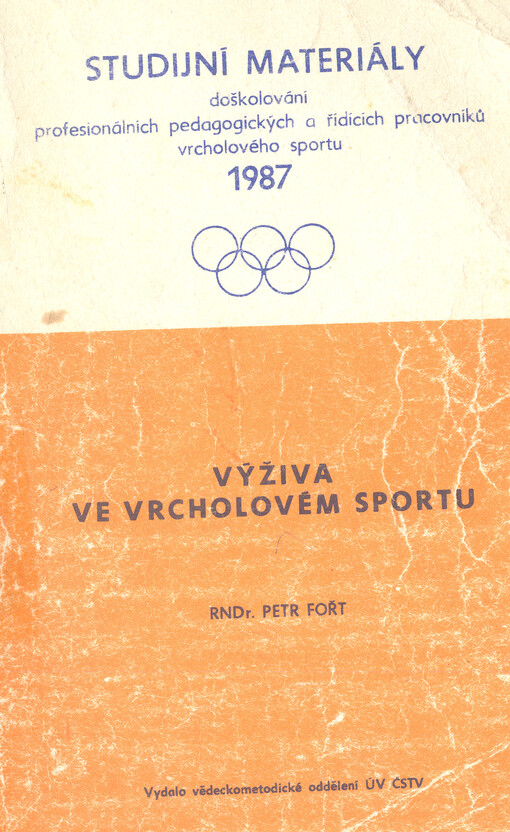 STUDIJNÍ MATERIÁLY
doškolování
profesionálních pedagogických a řídících pracovníků
vrcholového sportu
1987
VÝŽIVA
VE VRCHOLOVÉM SPORTU
RNDr. PETR FOŘT
Vydalo vědeckometodické oddělení ÚV ČSTV